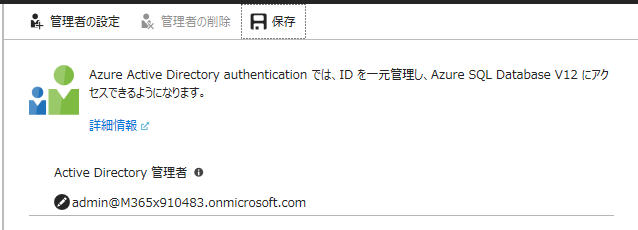 管理者の設定 管理者の削除 保存
Azure Active Directory authentication では、ID を一元管理し、Azure SQL Database V12 にアク
セスできるようになります。
詳細情報
Active Directory 管理者
admin@M365x910483.onmicrosoft.com